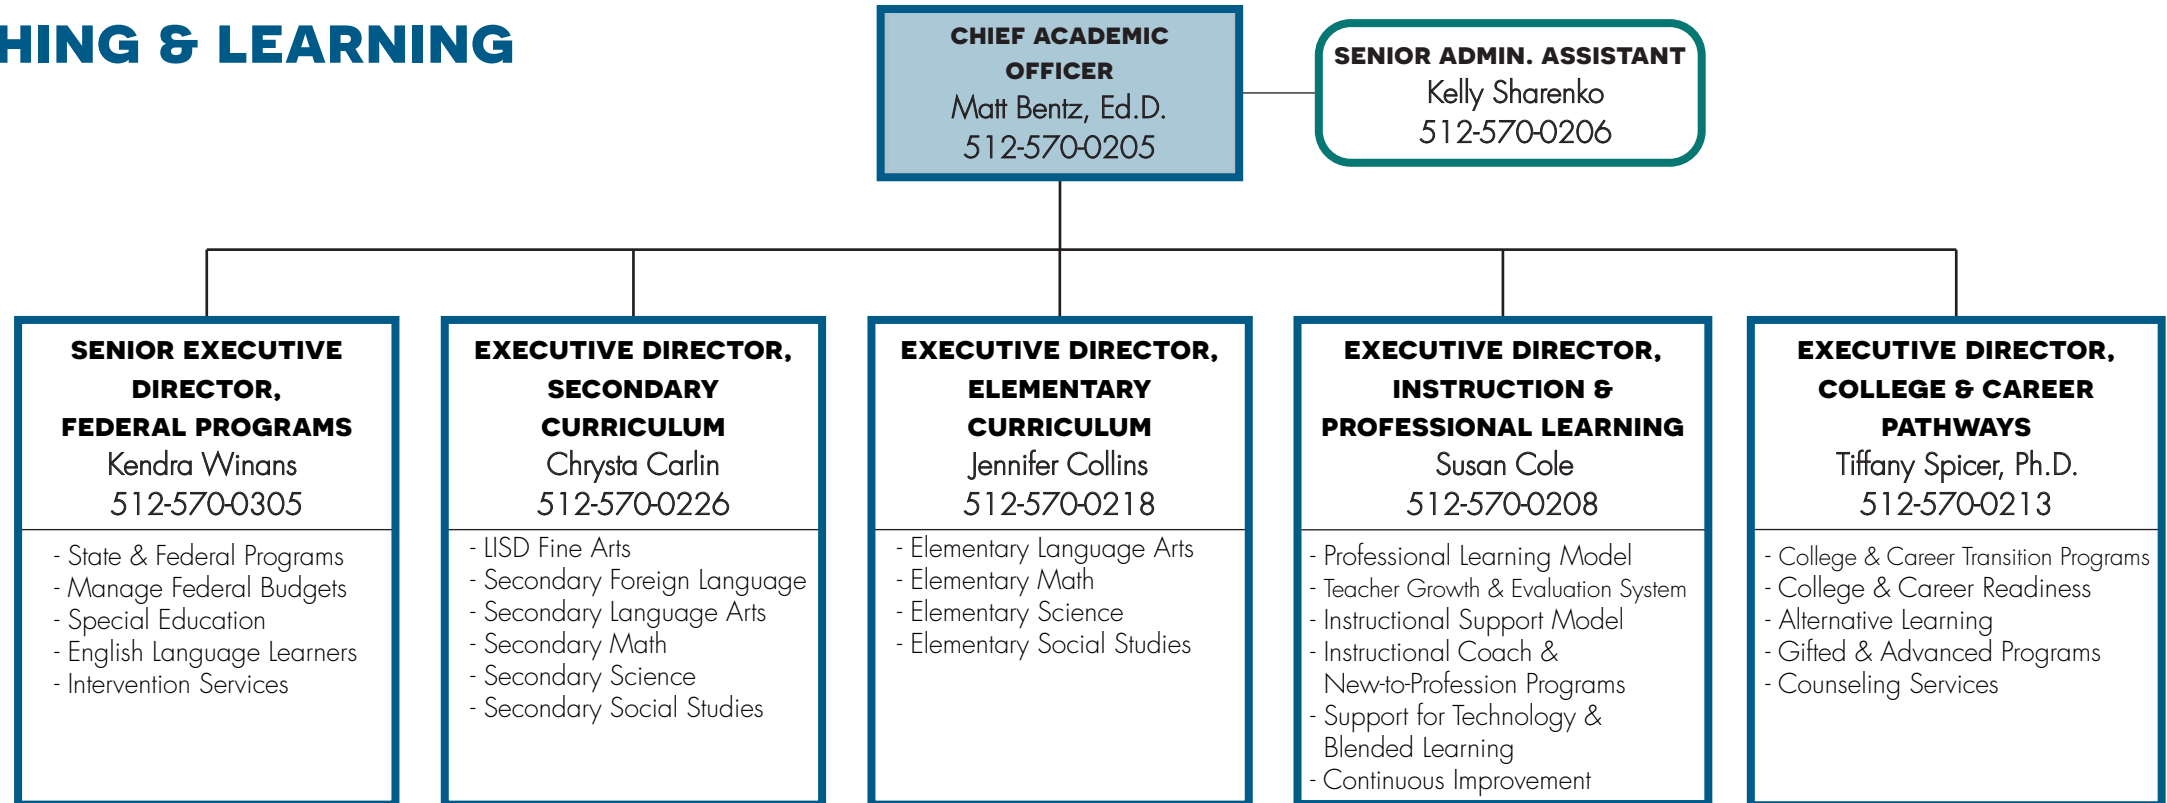 HING & LEARNING
CHIEF ACADEMIC
OFFICER
Matt Bentz, Ed.D.
512-570-0205
SENIOR ADMIN. ASSISTANT
Kelly Sharenko
512-570-0206
SENIOR EXECUTIVE
DIRECTOR,
FEDERAL PROGRAMS
Kendra Winans
512-570-0305
- State & Federal Programs
- Manage Federal Budgets
- Special Education
- English Language Learners
- Intervention Services
EXECUTIVE DIRECTOR,
SECONDARY
CURRICULUM
Chrysta Carlin
512-570-0226
- LISD Fine Arts
- Secondary Foreign Language
- Secondary Language Arts
- Secondary Math
- Secondary Science
- Secondary Social Studies
EXECUTIVE DIRECTOR,
ELEMENTARY
CURRICULUM
Jennifer Collins
512-570-0218
- Elementary Language Arts
- Elementary Math
- Elementary Science
- Elementary Social Studies
EXECUTIVE DIRECTOR,
INSTRUCTION &
PROFESSIONAL LEARNING
Susan Cole
512-570-0208
- Professional Learning Model
- Teacher Growth & Evaluation System
- Instructional Support Model
- Instructional Coach &
New-to-Profession Programs
- Support for Technology &
Blended Learning
- Continuous Improvement
EXECUTIVE DIRECTOR,
COLLEGE & CAREER
PATHWAYS
Tiffany Spicer, Ph.D.
512-570-0213
- College & Career Transition Programs
- College & Career Readiness
- Alternative Learning
- Gifted & Advanced Programs
- Counseling Services